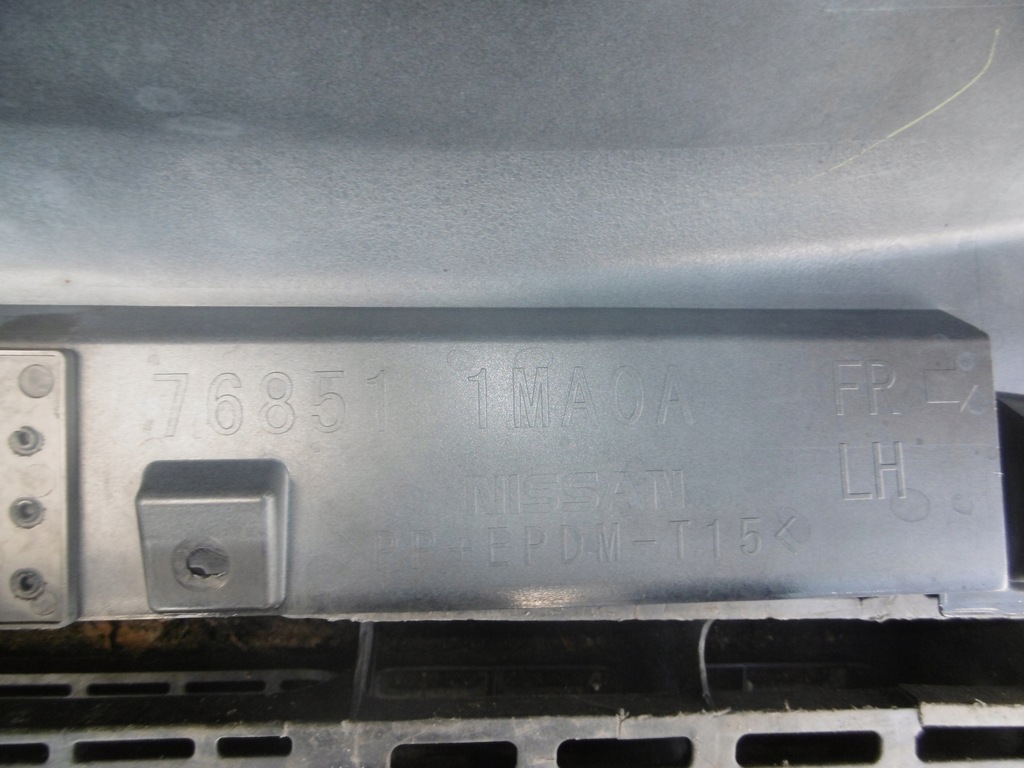 76851 1MA0A FR
LH
NISSAN
PP+EPDM-T15<